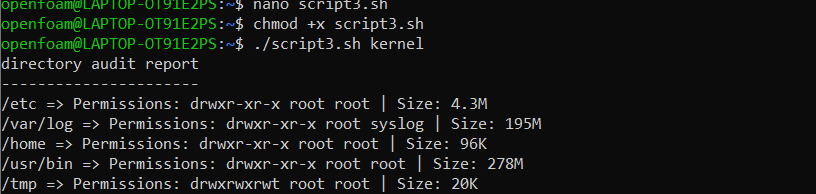 openfoam@LAPTOP-OT91E2PS:~$ nano script3.sh
openfoam@LAPTOP-OT91E2PS:~$ chmod +x script3.sh
openfoam@LAPTOP-OT91E2PS:~$ ./script3.sh kernel
directory audit report
----------------------
/etc => Permissions: drwxr-xr-x root root | Size: 4.3M
/var/log => Permissions: drwxr-xr-x root syslog | Size: 195M
/home => Permissions: drwxr-xr-x root root | Size: 96K
/usr/bin => Permissions: drwxr-xr-x root root | Size: 278M
/tmp => Permissions: drwxrwxrwt root root | Size: 20K